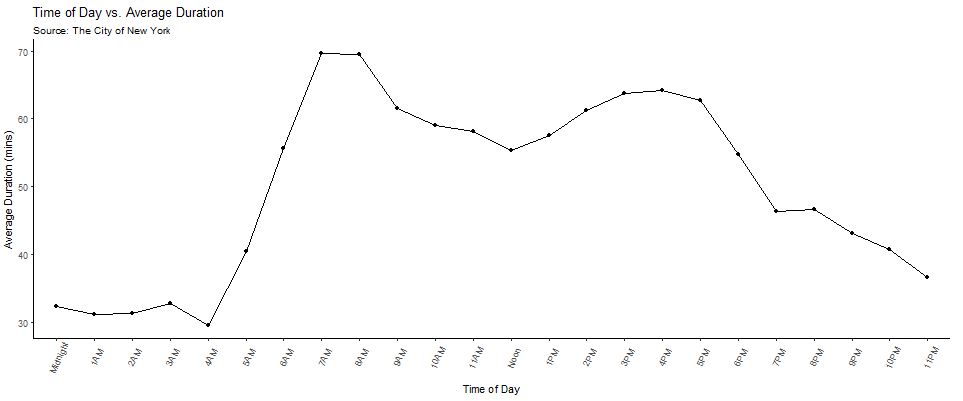 Time of Day vs. Average Duration
Source: The City of New York
70
60
50
40
30
Average Duration (mins)
Midnight 1AM 2AM 3AM 4AM 5AM 6AM 7AM 8AM 9AM 10AM 11AM Noon 1PM 2PM 3PM 4PM 5PM 6PM 7PM 8PM 9PM 10PM 11PM
Time of Day